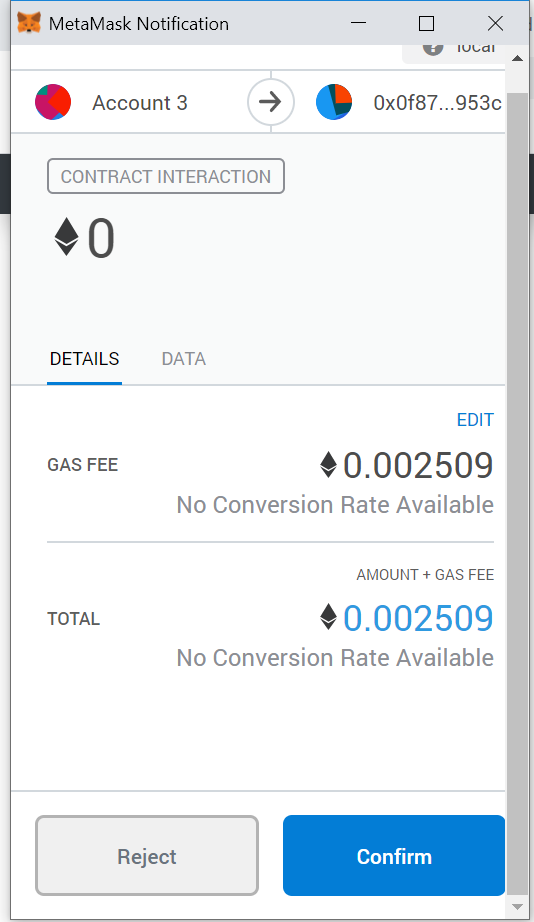 MetaMask Notification
local
Account 3
0x0f87...953c
CONTRACT INTERACTION
0
DETAILS
DATA
EDIT
GAS FEE
0.002509
No Conversion Rate Available
AMOUNT + GAS FEE
TOTAL
0.002509
No Conversion Rate Available
Reject
Confirm